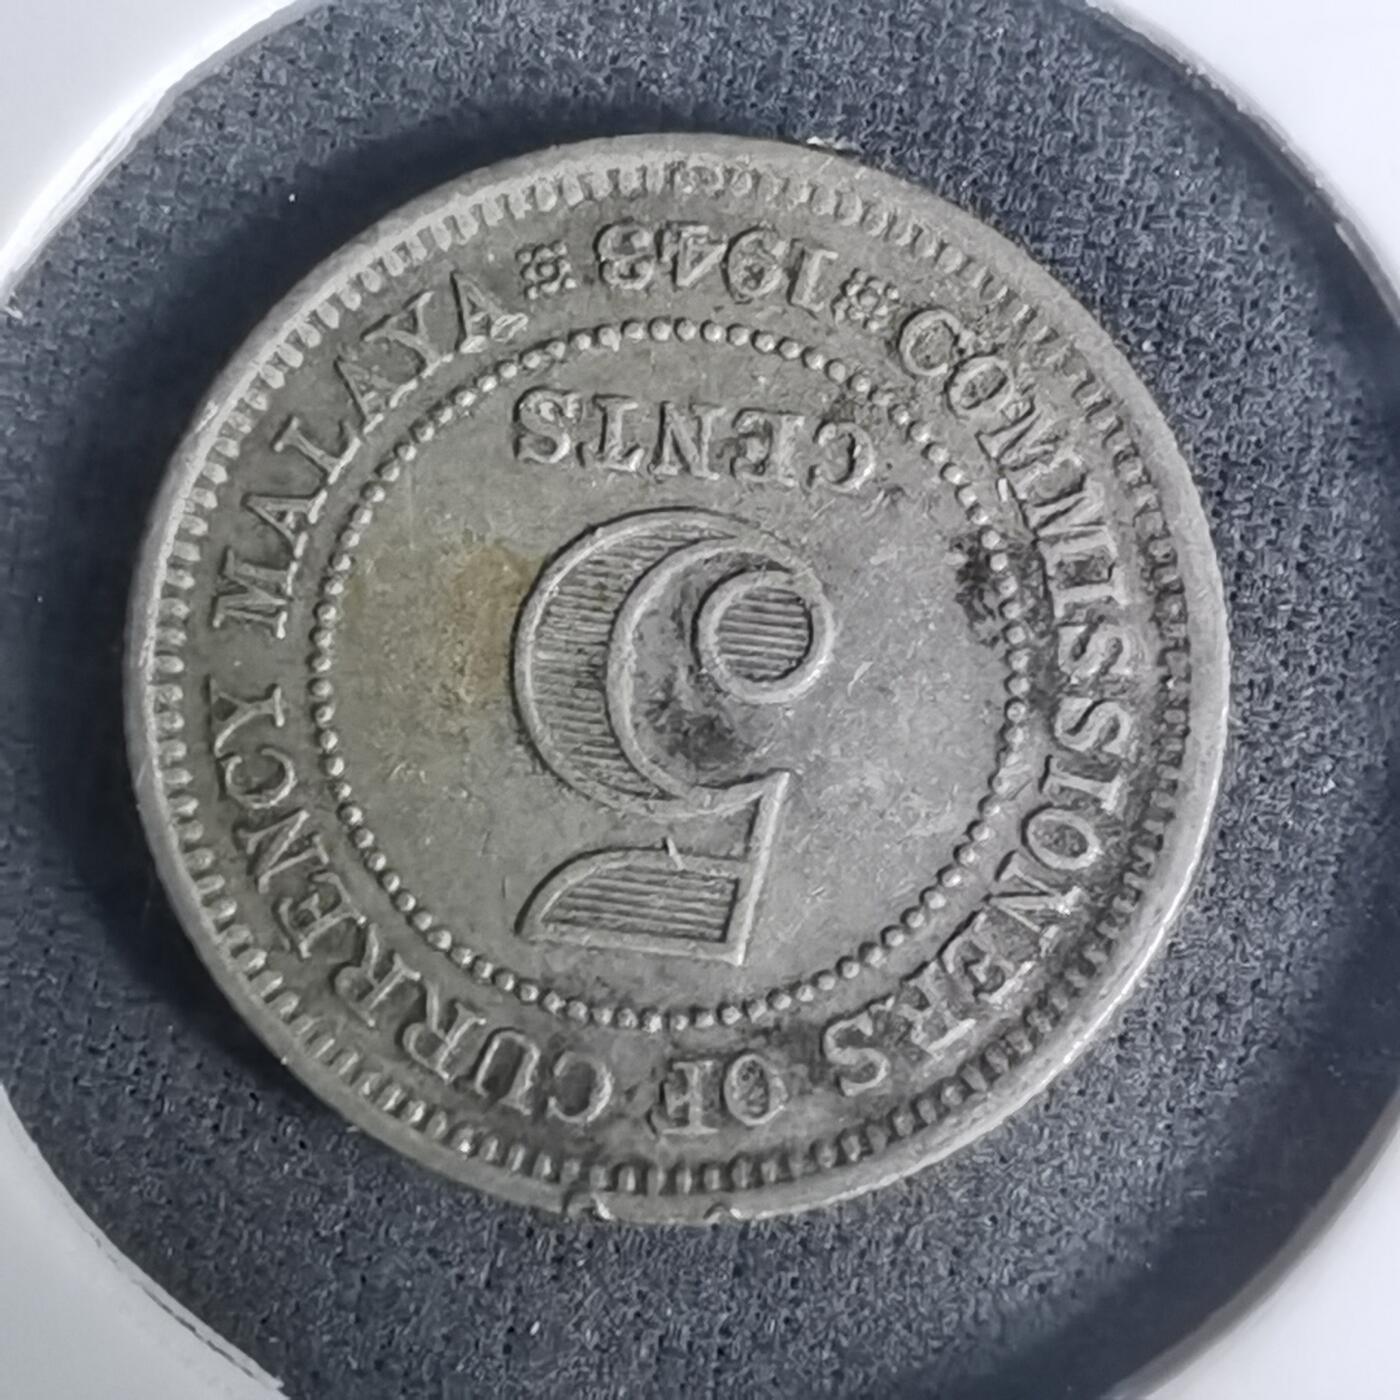 COMMISSIONERS OF CURRENCY MALAYA
1943
5
CENTS